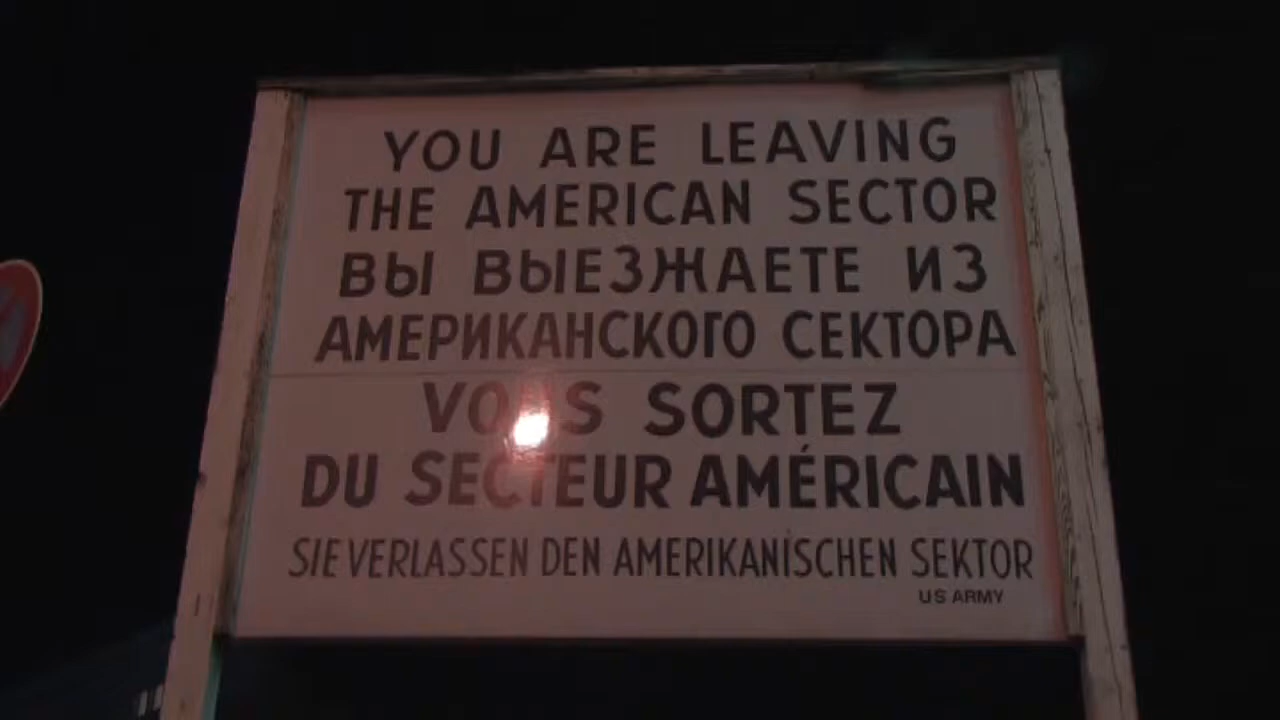 YOU ARE LEAVING
THE AMERICAN SECTOR
ВЫ ВЫЕЗЖАЕТЕ ИЗ
АМЕРИКАНСКОГО СЕКТОРА
VOUS SORTEZ
DU SECTEUR AMÉRICAIN
SIE VERLASSEN DEN AMERIKANISCHEN SEKTOR
US ARMY